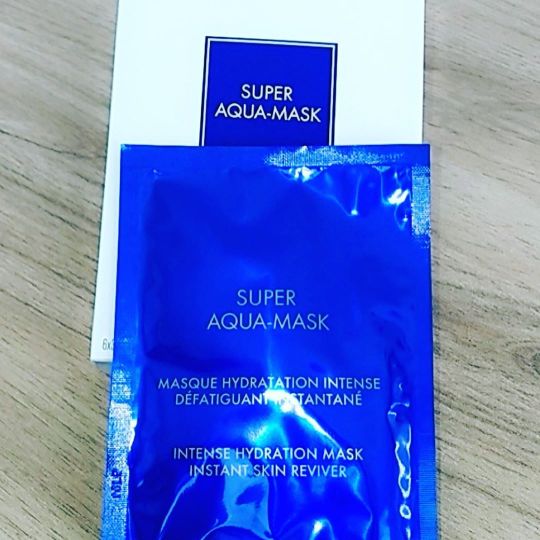 SUPER
AQUA-MASK
SUPER
AQUA-MASK
MASQUE HYDRATATION INTENSE
DÉFATIGUANT INSTANTANÉ
INTENSE HYDRATION MASK
INSTANT SKIN REVIVER